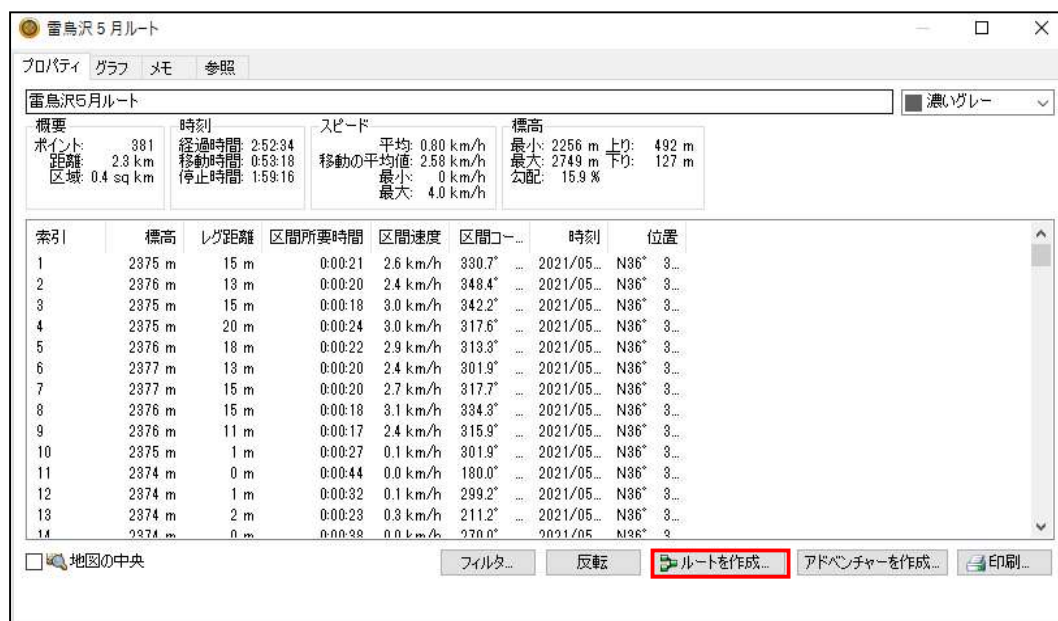 雷鳥沢５月ルート
プロパティ グラフ メモ 参照
雷鳥沢5月ルート 濃いグレー
概要 時刻 スピード 標高
ポイント: 381 経過時間: 2:52:34 平均: 0.80 km/h 最小: 2256 m 上り: 492 m
距離: 2.3 km 移動時間: 0:53:18 移動の平均値: 2.58 km/h 最大: 2749 m 下り: 127 m
区域: 0.4 sq km 停止時間: 1:59:16 最小: 0 km/h 勾配: 15.9 %
最大: 4.0 km/h
索引 標高 レグ距離 区間所要時間 区間速度 区間コー... 時刻 位置
1 2375 m 15 m 0:00:21 2.6 km/h 330.7° ... 2021/05... N36° 3...
2 2376 m 13 m 0:00:20 2.4 km/h 348.4° ... 2021/05... N36° 3...
3 2375 m 15 m 0:00:18 3.0 km/h 342.2° ... 2021/05... N36° 3...
4 2375 m 20 m 0:00:24 3.0 km/h 317.6° ... 2021/05... N36° 3...
5 2376 m 18 m 0:00:22 2.9 km/h 313.3° ... 2021/05... N36° 3...
6 2377 m 13 m 0:00:20 2.4 km/h 301.9° ... 2021/05... N36° 3...
7 2377 m 15 m 0:00:20 2.7 km/h 317.7° ... 2021/05... N36° 3...
8 2376 m 15 m 0:00:18 3.1 km/h 334.3° ... 2021/05... N36° 3...
9 2376 m 11 m 0:00:17 2.4 km/h 315.9° ... 2021/05... N36° 3...
10 2375 m 1 m 0:00:27 0.1 km/h 301.9° ... 2021/05... N36° 3...
11 2374 m 0 m 0:00:44 0.0 km/h 180.0° ... 2021/05... N36° 3...
12 2374 m 1 m 0:00:32 0.1 km/h 299.2° ... 2021/05... N36° 3...
13 2374 m 2 m 0:00:23 0.3 km/h 211.2° ... 2021/05... N36° 3...
14 2374 m 0 m 0:00:38 0.0 km/h 270.0° ... 2021/05... N36° 3...
地図の中央 フィルタ... 反転 ルートを作成... アドベンチャーを作成... 印刷...